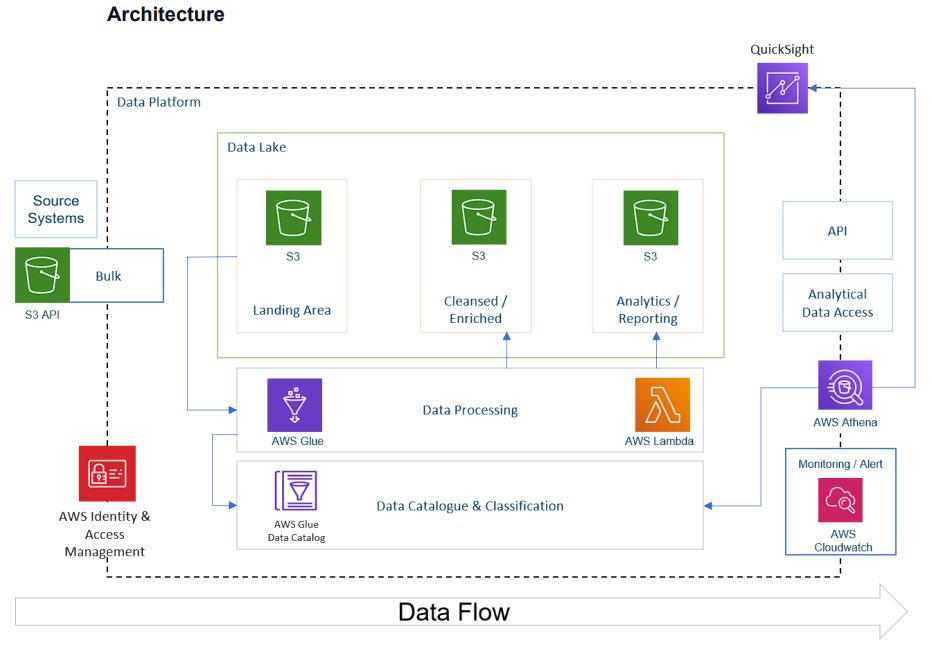 Architecture
QuickSight
Data Platform
Data Lake
Source
Systems
S3
S3
S3
API
Bulk
S3 API
Landing Area
Cleansed /
Enriched
Analytics /
Reporting
Analytical
Data Access
Data Processing
AWS Glue
AWS Lambda
AWS Athena
Monitoring / Alert
AWS Identity &
Access
Management
Data Catalogue & Classification
AWS Glue
Data Catalog
AWS
Cloudwatch
Data Flow